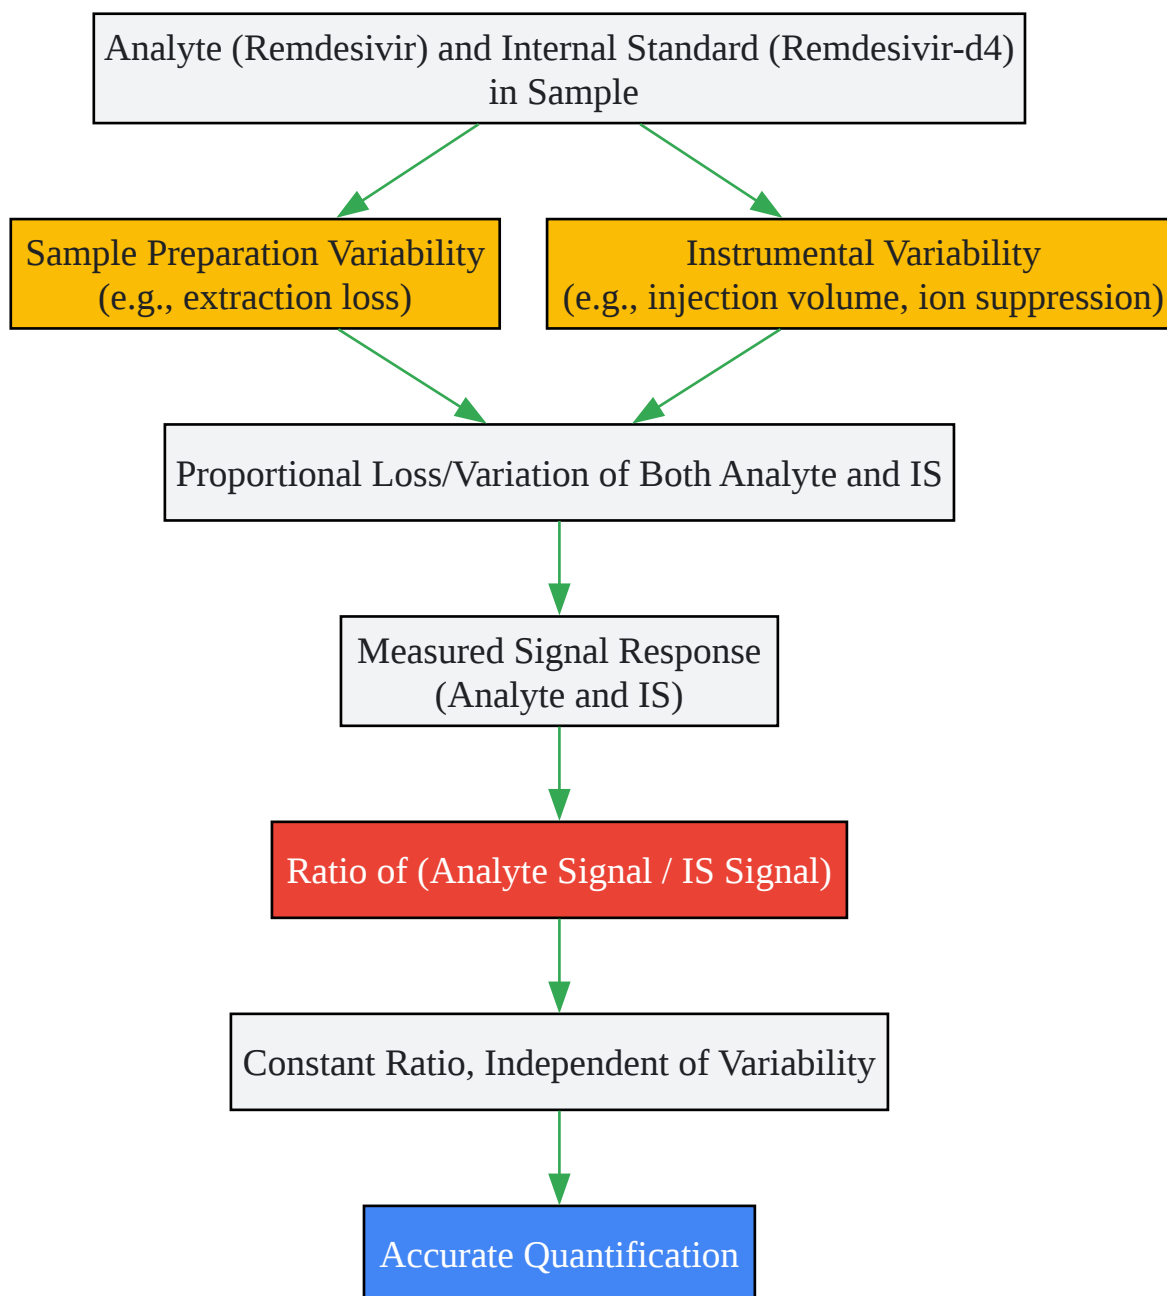 Analyte (Remdesivir) and Internal Standard (Remdesivir-d4)
in Sample
Sample Preparation Variability
(e.g., extraction loss)
Instrumental Variability
(e.g., injection volume, ion suppression)
Proportional Loss/Variation of Both Analyte and IS
Measured Signal Response
(Analyte and IS)
Ratio of (Analyte Signal / IS Signal)
Constant Ratio, Independent of Variability
Accurate Quantification